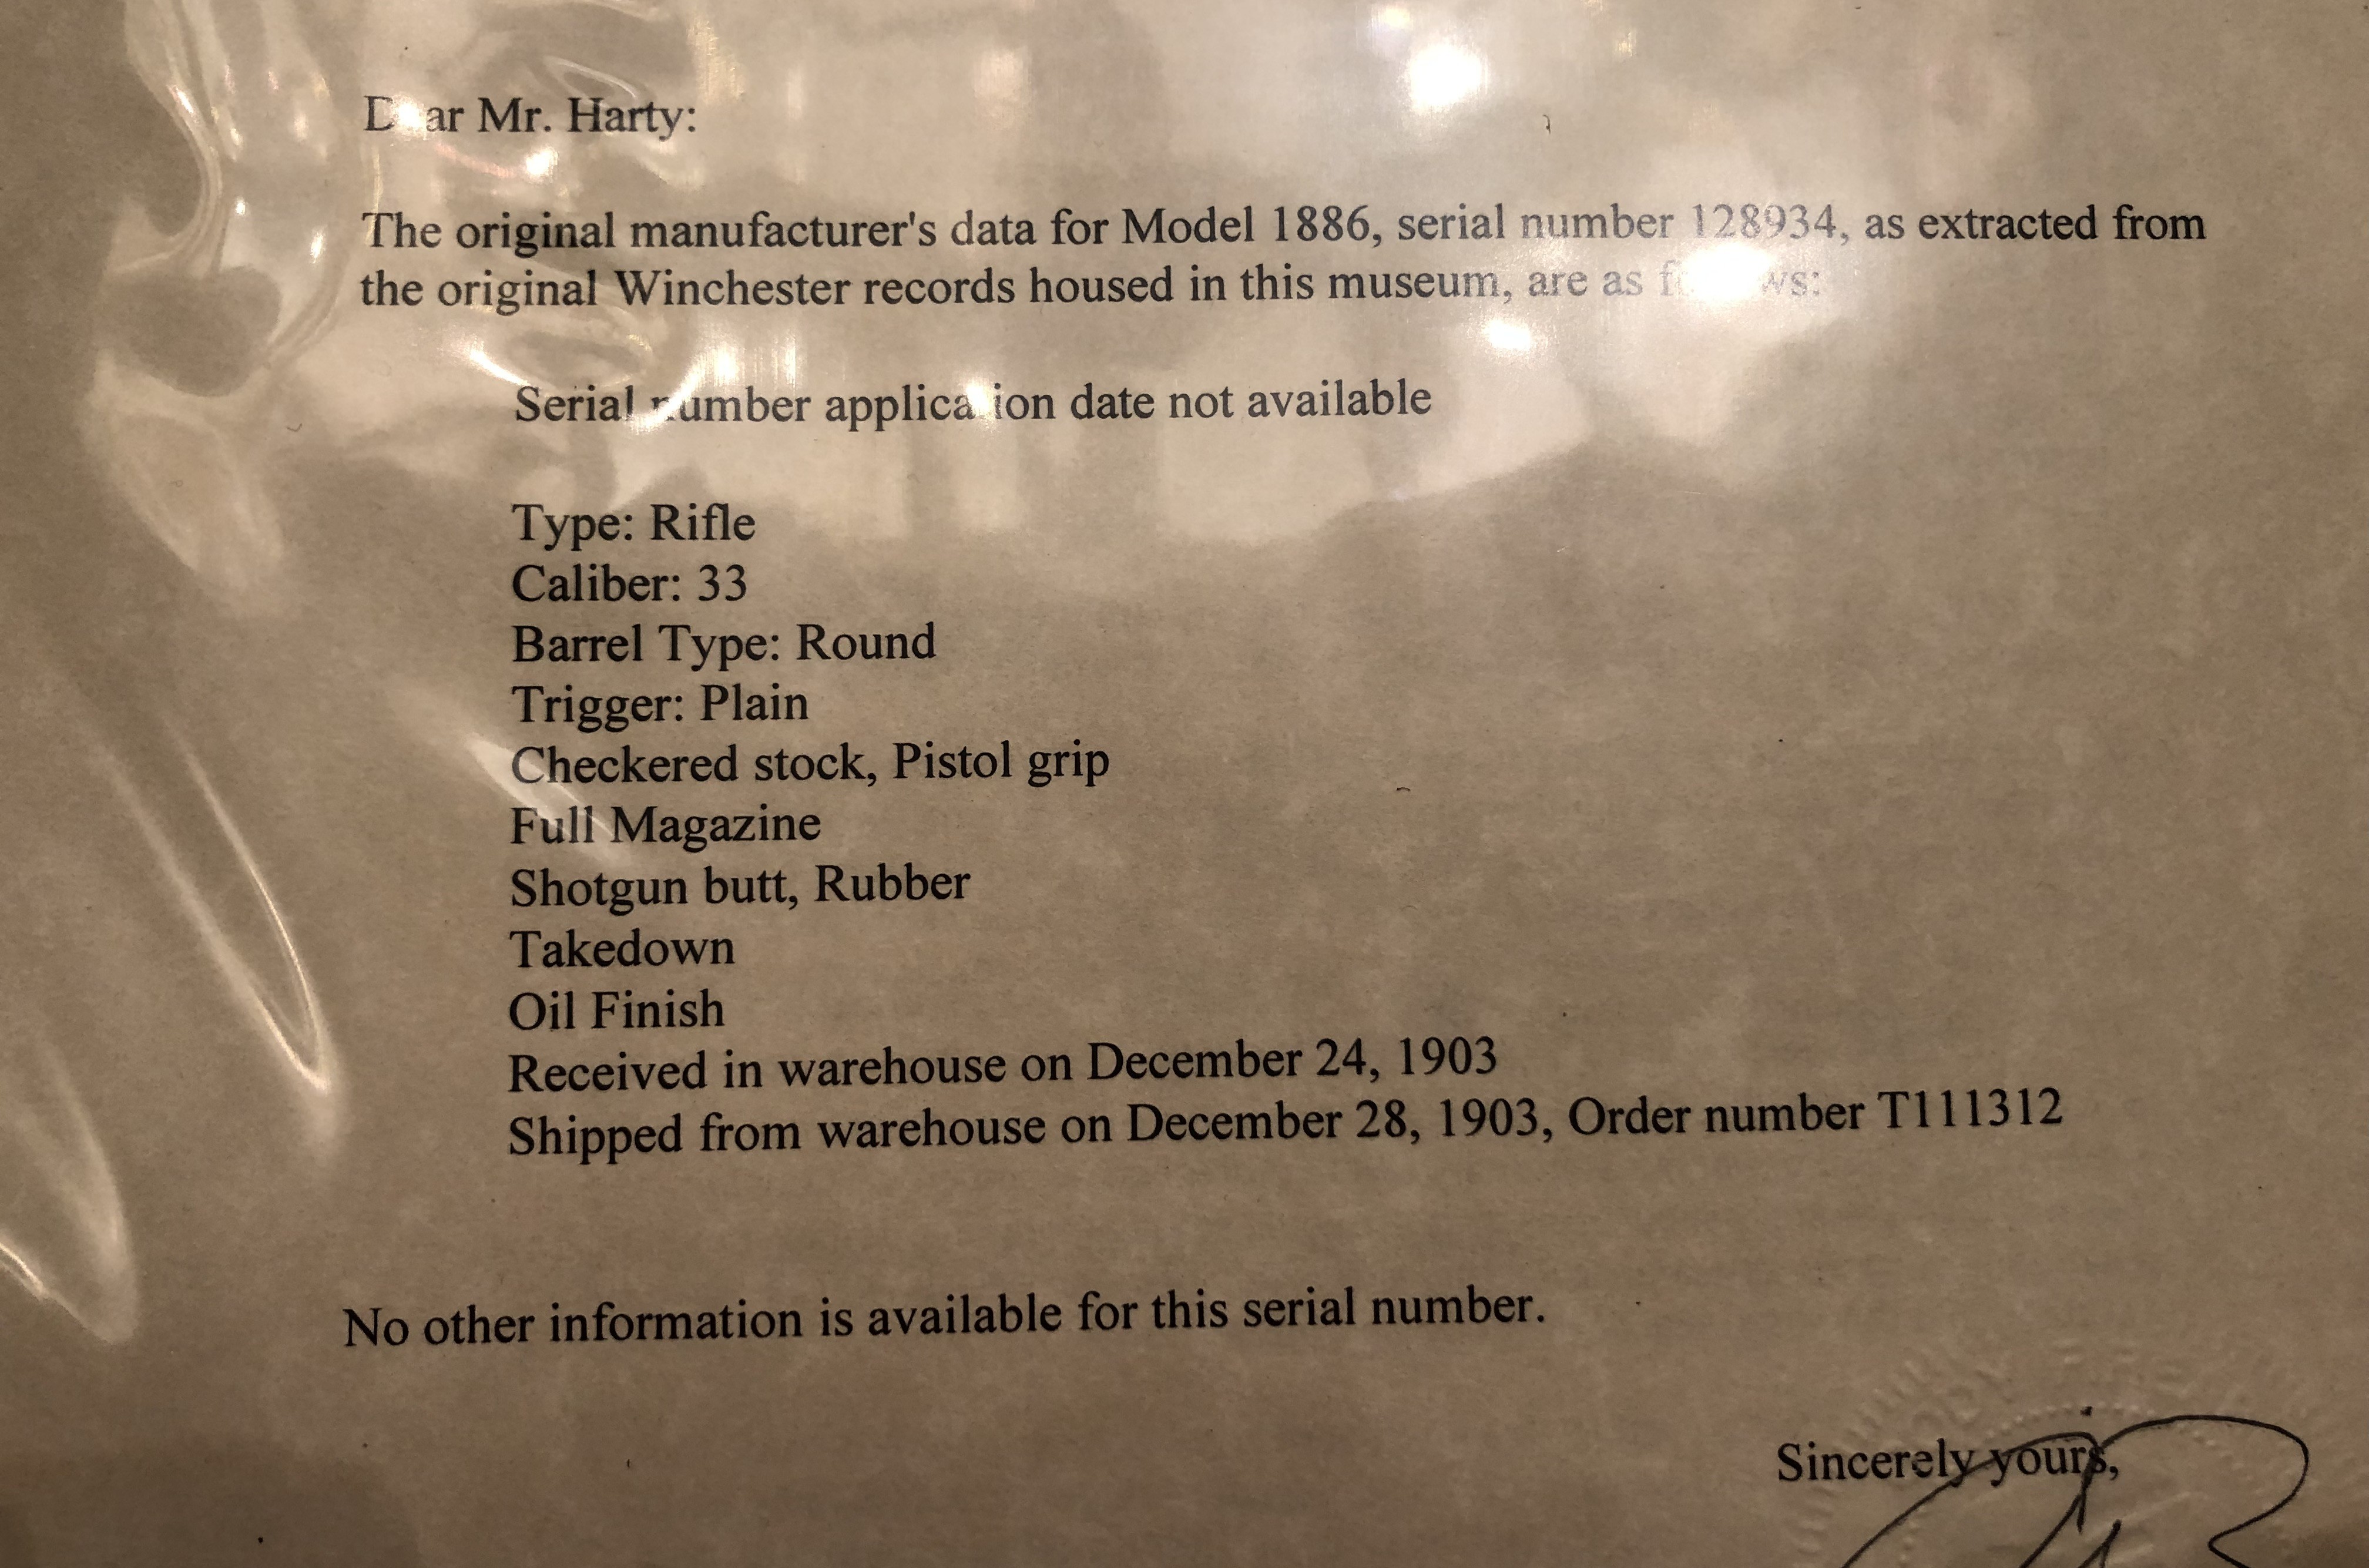 Dear Mr. Harty:
The original manufacturer's data for Model 1886, serial number 128934, as extracted from
the original Winchester records housed in this museum, are as follows:
Serial number application date not available
Type: Rifle
Caliber: 33
Barrel Type: Round
Trigger: Plain
Checkered stock, Pistol grip
Full Magazine
Shotgun butt, Rubber
Takedown
Oil Finish
Received in warehouse on December 24, 1903
Shipped from warehouse on December 28, 1903, Order number T111312
No other information is available for this serial number.
Sincerely yours,